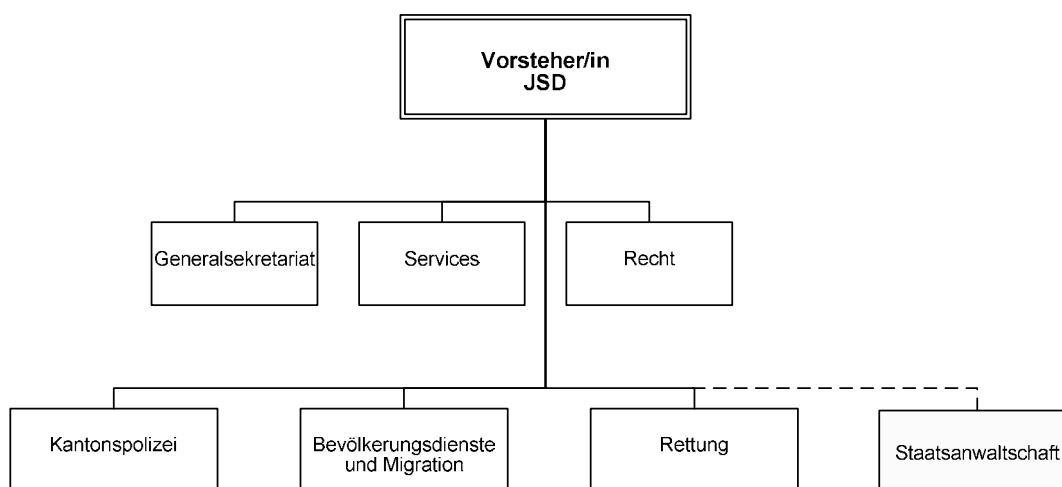 Vorsteher/in
JSD
Generalsekretariat
Services
Recht
Kantonspolizei
Bevölkerungsdienste
und Migration
Rettung
Staatsanwaltschaft